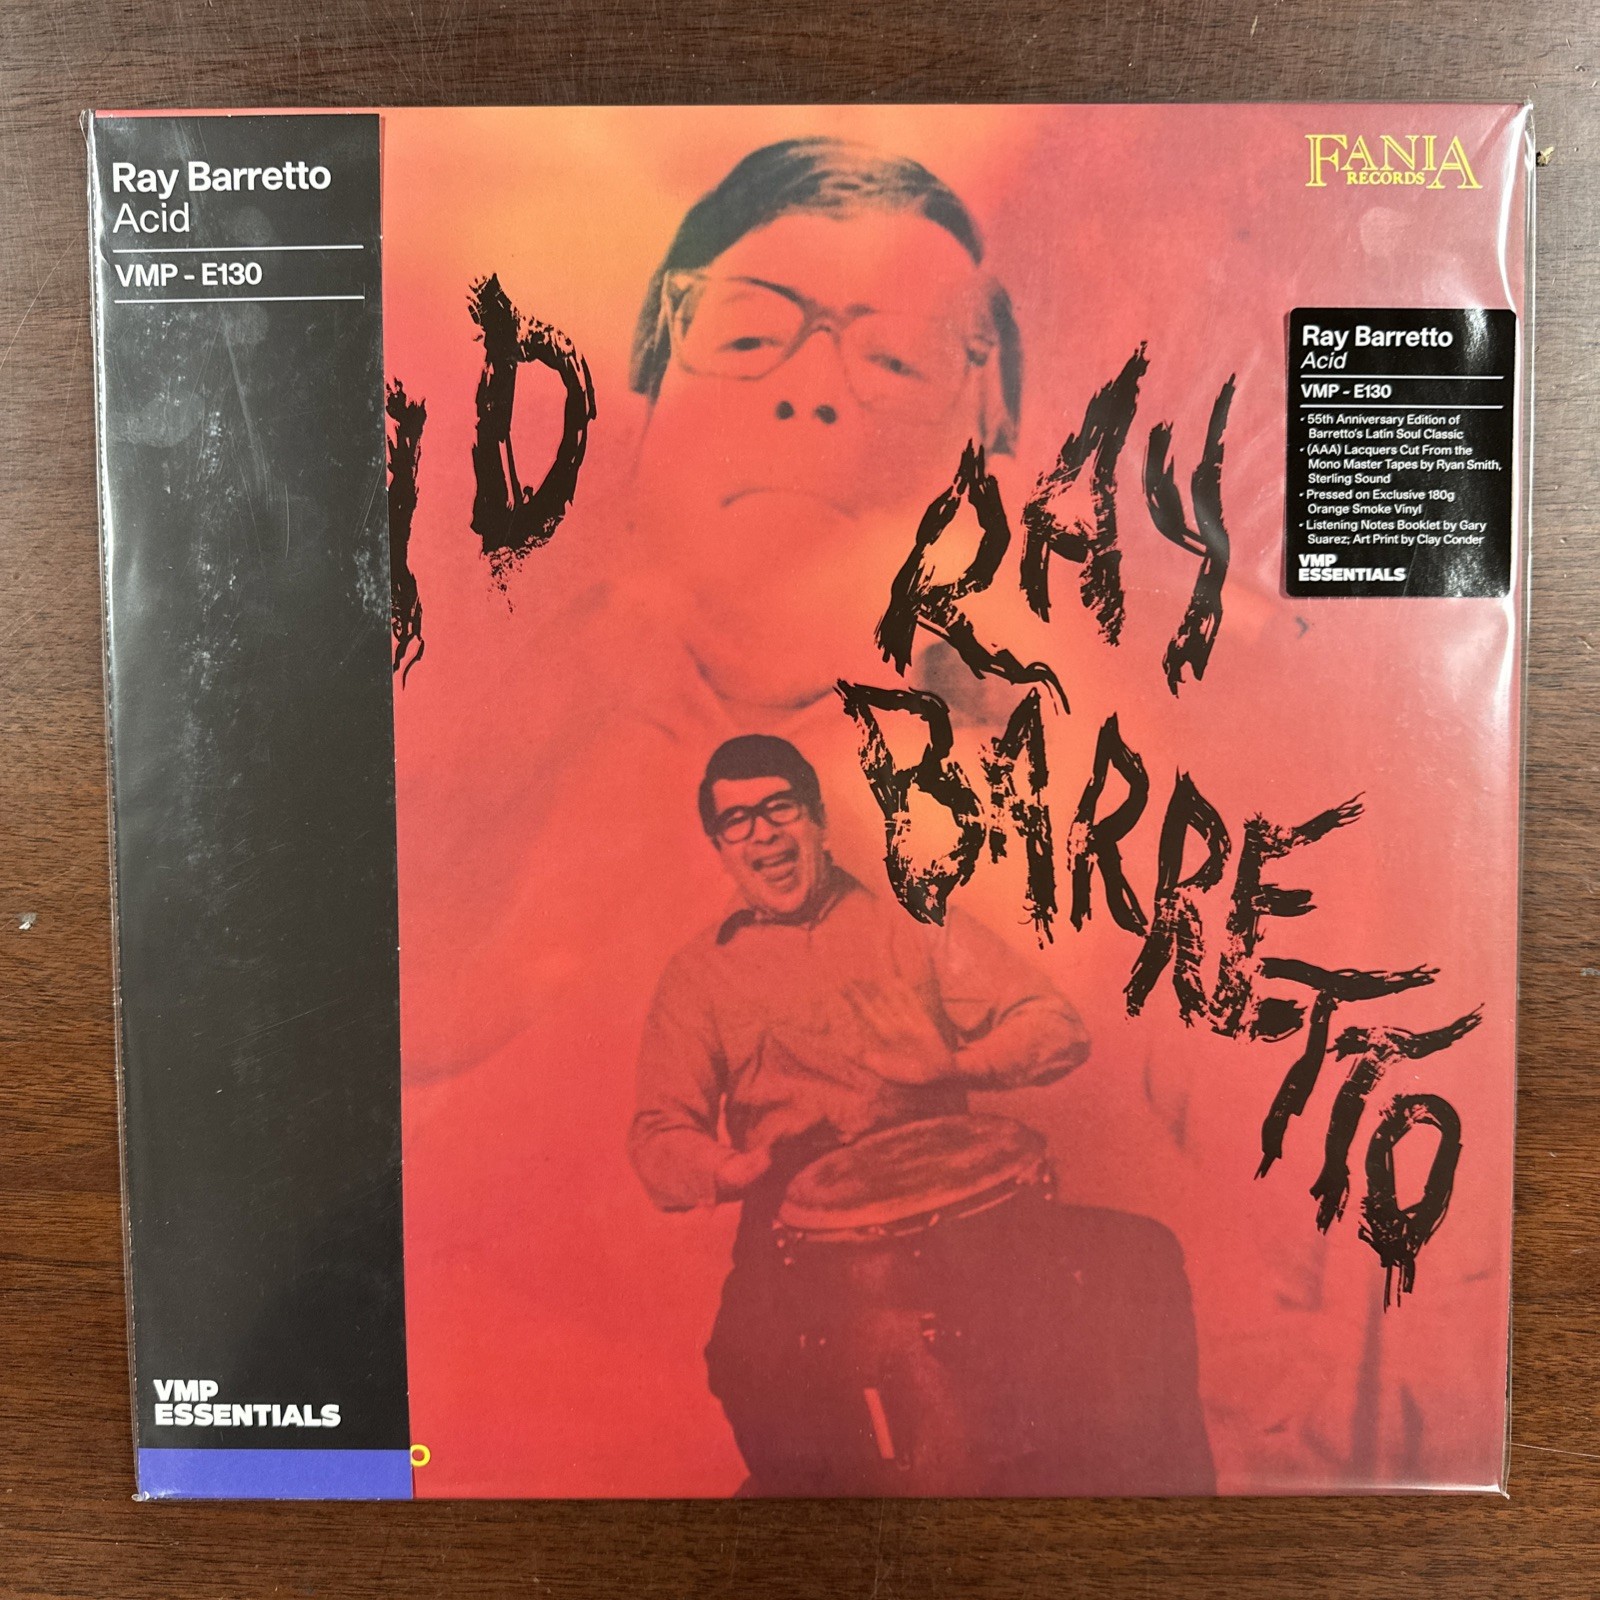 Ray Barretto
Acid
VMP - E130
FANIA
RECORDS
ID
RAY
BARRETTO
Ray Barretto
Acid
VMP - E130
• 55th Anniversary Edition of
Barretto's Latin Soul Classic
• (AAA) Lacquers Cut From the
Mono Master Tapes by Ryan Smith,
Sterling Sound
• Pressed on Exclusive 180g
Orange Smoke Vinyl
• Listening Notes Booklet by Gary
Suarez; Art Print by Clay Conder
VMP
ESSENTIALS
VMP
ESSENTIALS
O